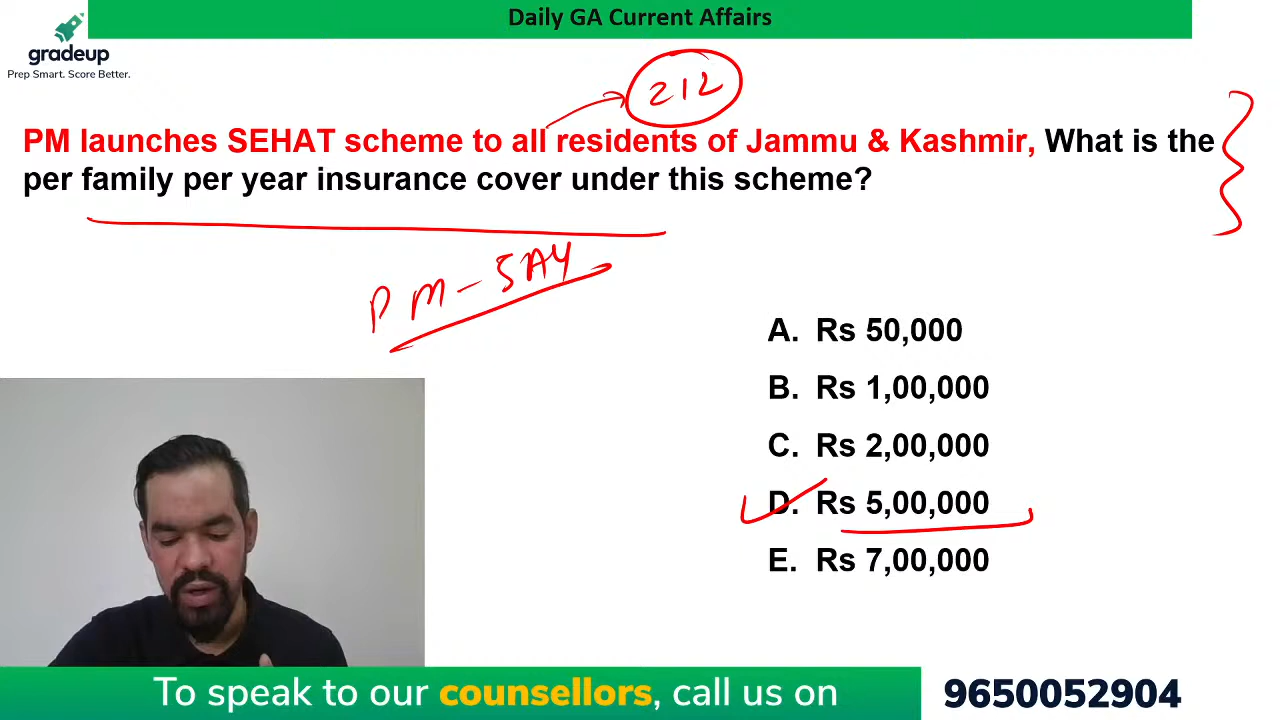 Daily GA Current Affairs
gradeup
Prep Smart. Score Better.
212
PM launches SEHAT scheme to all residents of Jammu & Kashmir, What is the
per family per year insurance cover under this scheme?
PM-SAY
A. Rs 50,000
B. Rs 1,00,000
C. Rs 2,00,000
D. Rs 5,00,000
E. Rs 7,00,000
To speak to our counsellors, call us on 9650052904